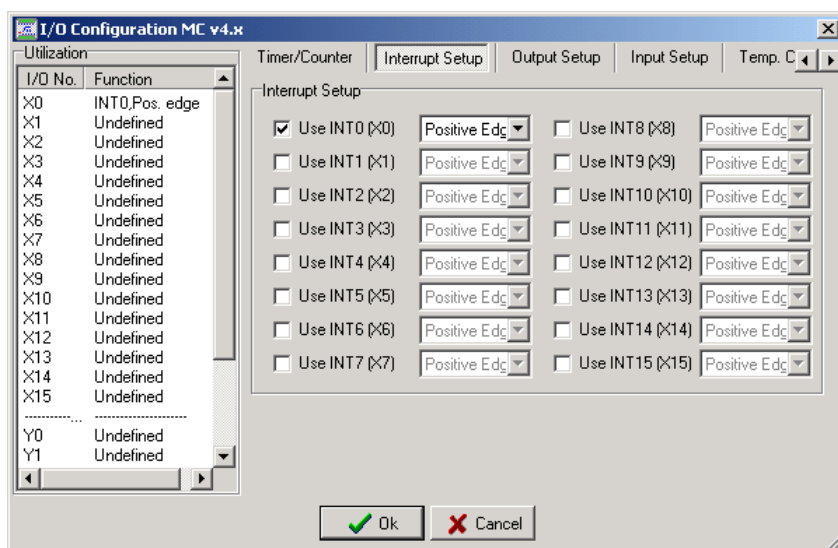 I/O Configuration MC v4.x
Utilization
I/O No. Function
X0 INT0,Pos. edge
X1 Undefined
X2 Undefined
X3 Undefined
X4 Undefined
X5 Undefined
X6 Undefined
X7 Undefined
X8 Undefined
X9 Undefined
X10 Undefined
X11 Undefined
X12 Undefined
X13 Undefined
X14 Undefined
X15 Undefined
----------... ---------------------
Y0 Undefined
Y1 Undefined
Timer/Counter Interrupt Setup Output Setup Input Setup Temp. C
Interrupt Setup
Use INT0 (X0) Positive Edg Use INT8 (X8) Positive Edg
Use INT1 (X1) Positive Edg Use INT9 (X9) Positive Edg
Use INT2 (X2) Positive Edg Use INT10 (X10) Positive Edg
Use INT3 (X3) Positive Edg Use INT11 (X11) Positive Edg
Use INT4 (X4) Positive Edg Use INT12 (X12) Positive Edg
Use INT5 (X5) Positive Edg Use INT13 (X13) Positive Edg
Use INT6 (X6) Positive Edg Use INT14 (X14) Positive Edg
Use INT7 (X7) Positive Edg Use INT15 (X15) Positive Edg
Ok Cancel